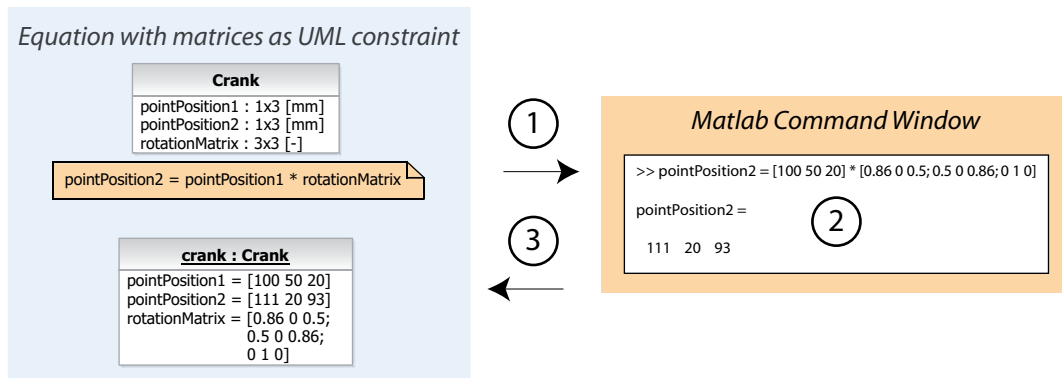 Equation with matrices as UML constraint
Crank
pointPosition1 : 1x3 [mm]
pointPosition2 : 1x3 [mm]
rotationMatrix : 3x3 [-]
pointPosition2 = pointPosition1 * rotationMatrix
crank : Crank
pointPosition1 = [100 50 20]
pointPosition2 = [111 20 93]
rotationMatrix = [0.86 0 0.5;
0.5 0 0.86;
0 1 0]
1
3
Matlab Command Window
>> pointPosition2 = [100 50 20] * [0.86 0 0.5; 0.5 0 0.86; 0 1 0]
pointPosition2 =
2
111 20 93